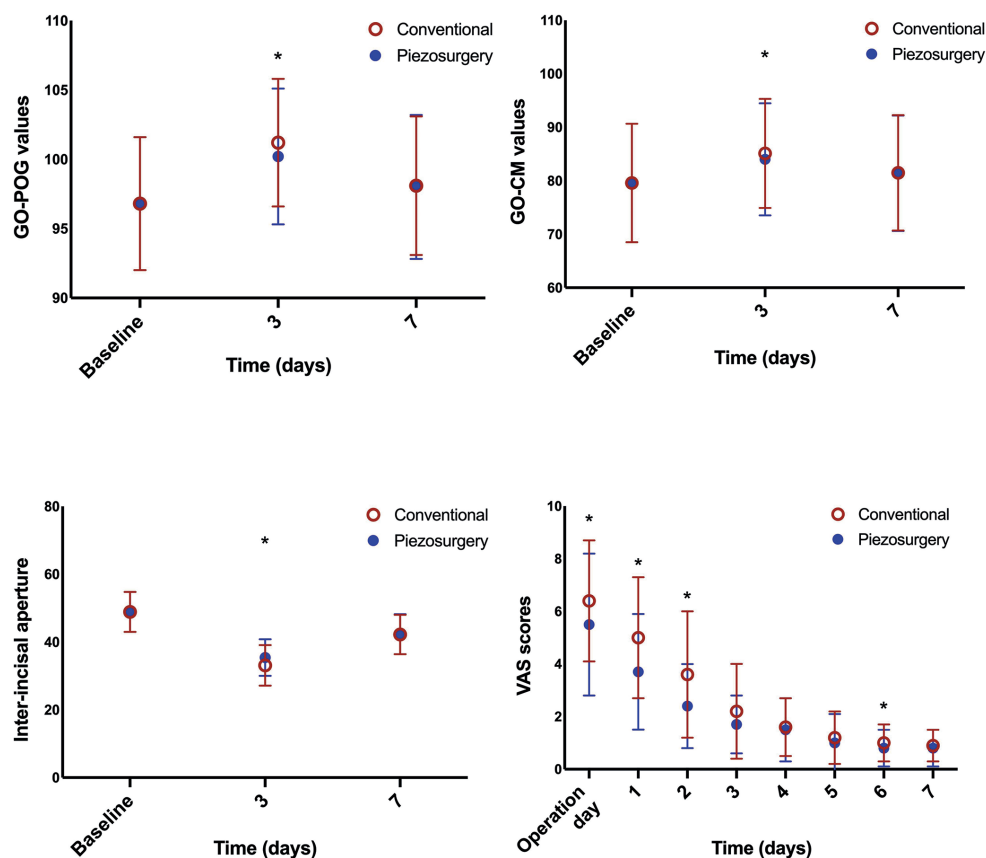 110
105
100
95
90
GO-POG values
Conventional
Piezosurgery
*
Baseline
3
7
Time (days)
110
100
90
80
70
60
GO-CM values
Conventional
Piezosurgery
*
Baseline
3
7
Time (days)
80
60
40
20
0
Inter-incisal aperture
Conventional
Piezosurgery
*
Baseline
3
7
Time (days)
10
8
6
4
2
0
VAS scores
Conventional
Piezosurgery
*
*
*
*
Operation
day
1
2
3
4
5
6
7
Time (days)